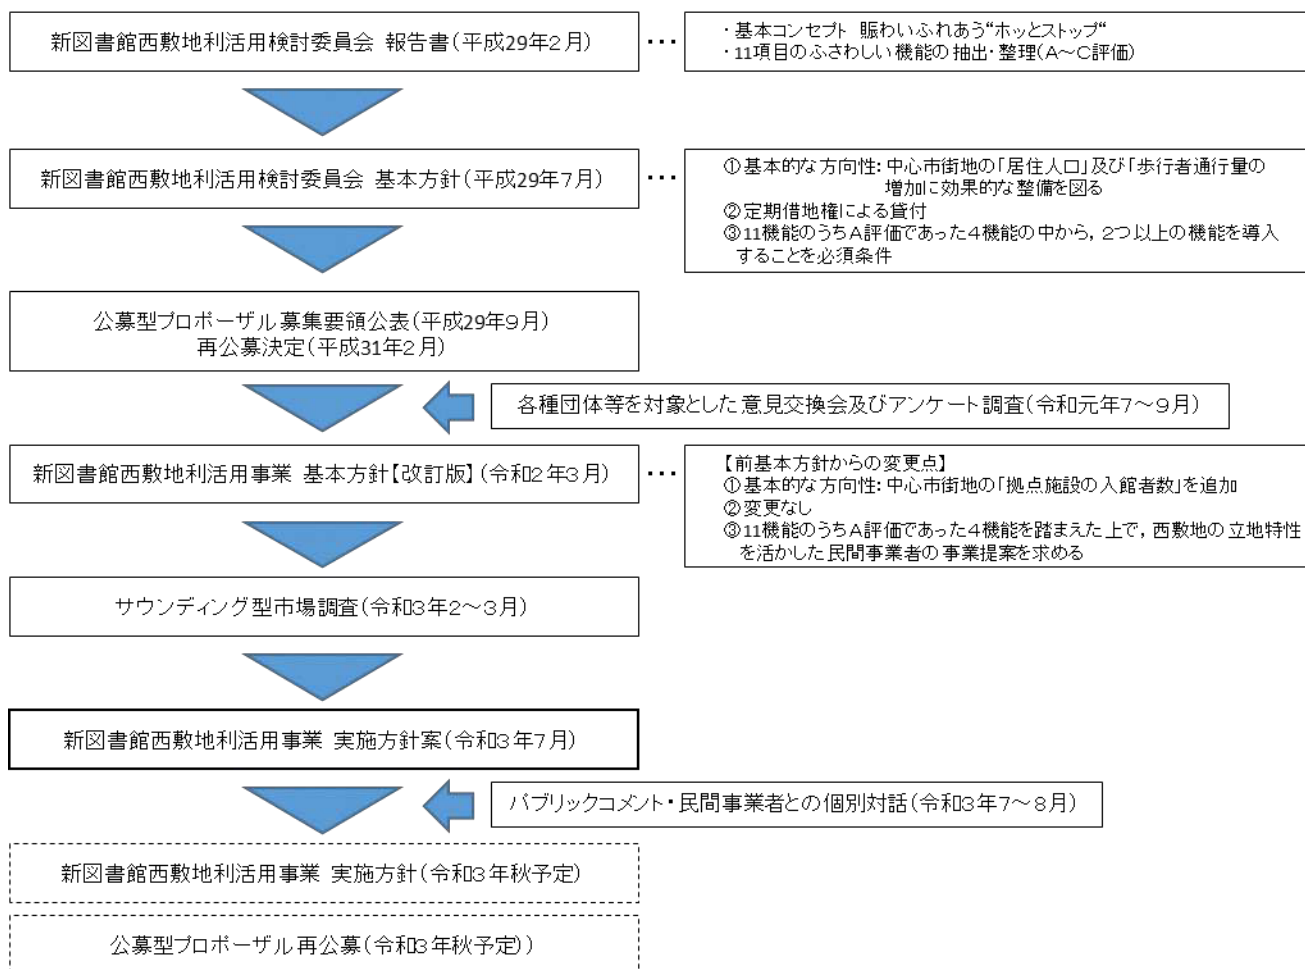 新図書館西敷地利活用検討委員会 報告書(平成29年2月)
…
・基本コンセプト 賑わいふれあう“ホッとストップ“
・11項目のふさわしい機能の抽出・整理(A～C評価)
新図書館西敷地利活用検討委員会 基本方針(平成29年7月)
…
①基本的な方向性:中心市街地の「居住人口」及び「歩行者通行量の
増加に効果的な整備を図る
②定期借地権による貸付
③11機能のうちA評価であった4機能の中から,2つ以上の機能を導入
することを必須条件
公募型プロポーザル募集要領公表(平成29年9月)
再公募決定(平成31年2月)
各種団体等を対象とした意見交換会及びアンケート調査(令和元年7～9月)
新図書館西敷地利活用事業 基本方針【改訂版】(令和2年3月)
…
【前基本方針からの変更点】
①基本的な方向性:中心市街地の「拠点施設の入館者数」を追加
②変更なし
③11機能のうちA評価であった4機能を踏まえた上で,西敷地の立地特性
を活かした民間事業者の事業提案を求める
サウンディング型市場調査(令和3年2～3月)
新図書館西敷地利活用事業 実施方針案(令和3年7月)
パブリックコメント・民間事業者との個別対話(令和3年7～8月)
新図書館西敷地利活用事業 実施方針(令和3年秋予定)
公募型プロポーザル再公募(令和3年秋予定))